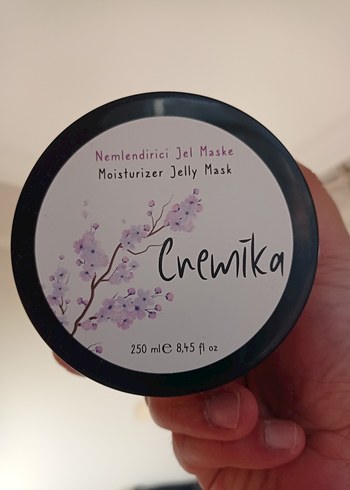 Nemlendirici Jel Maske
Moisturizer Jelly Mask
Cremika
250 ml℮ 8,45 fl oz